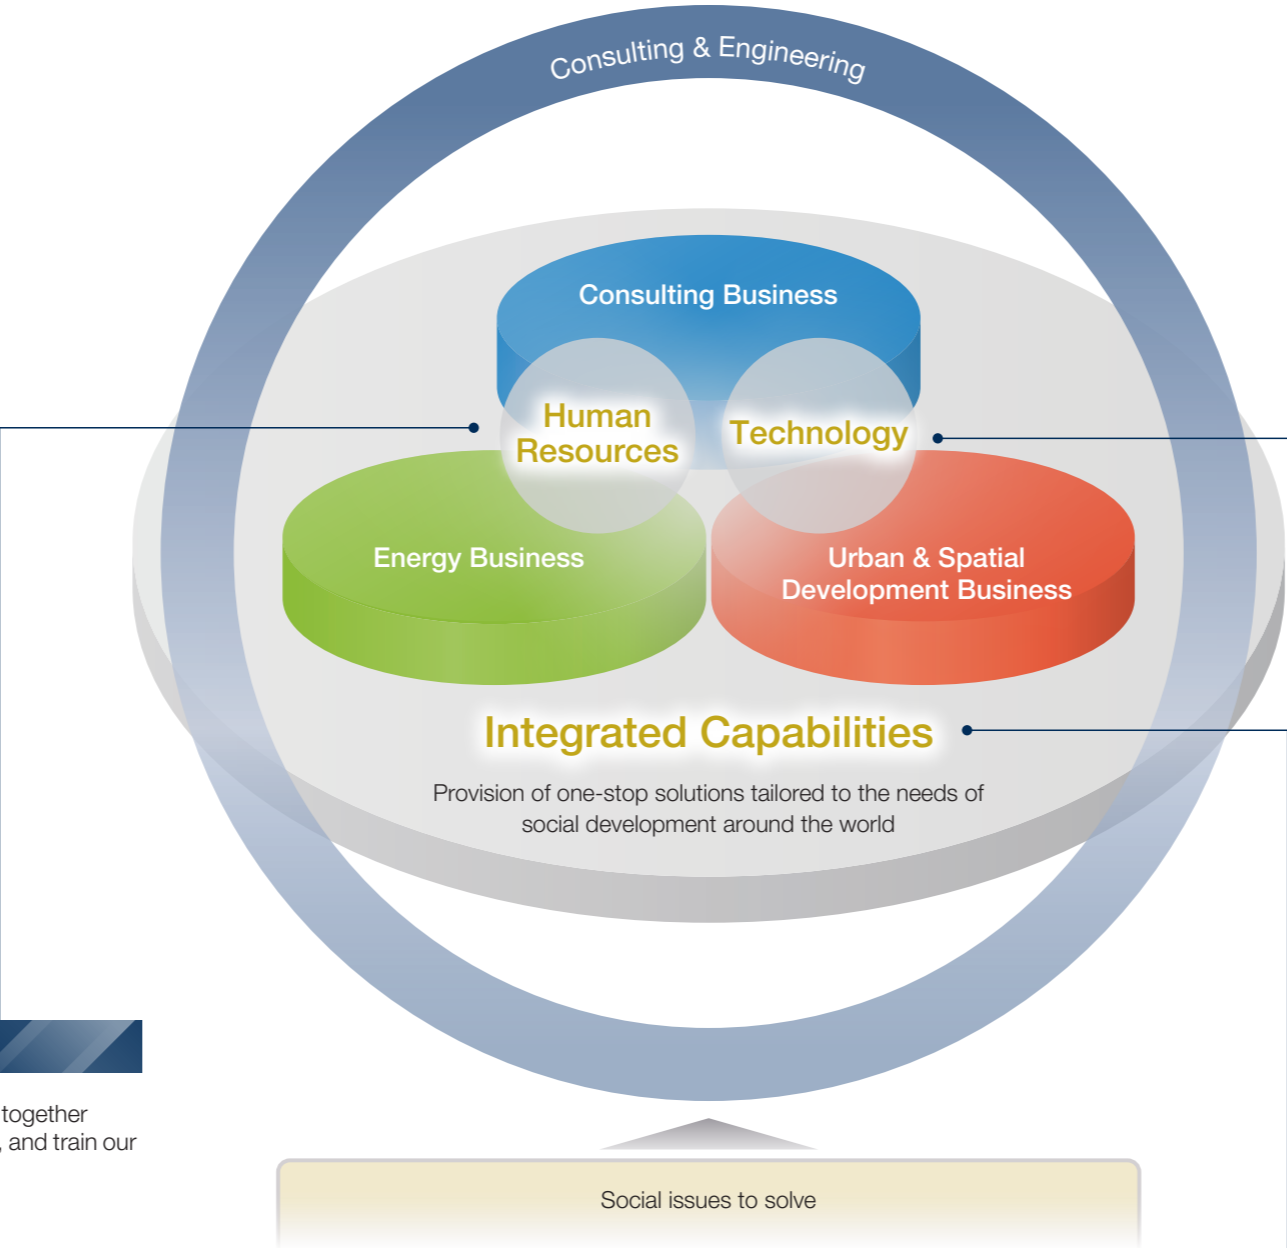 Consulting & Engineering
Consulting Business
Human
Resources
Technology
Energy Business
Urban & Spatial
Development Business
Integrated Capabilities
Provision of one-stop solutions tailored to the needs of
social development around the world
together
, and train our
Social issues to solve